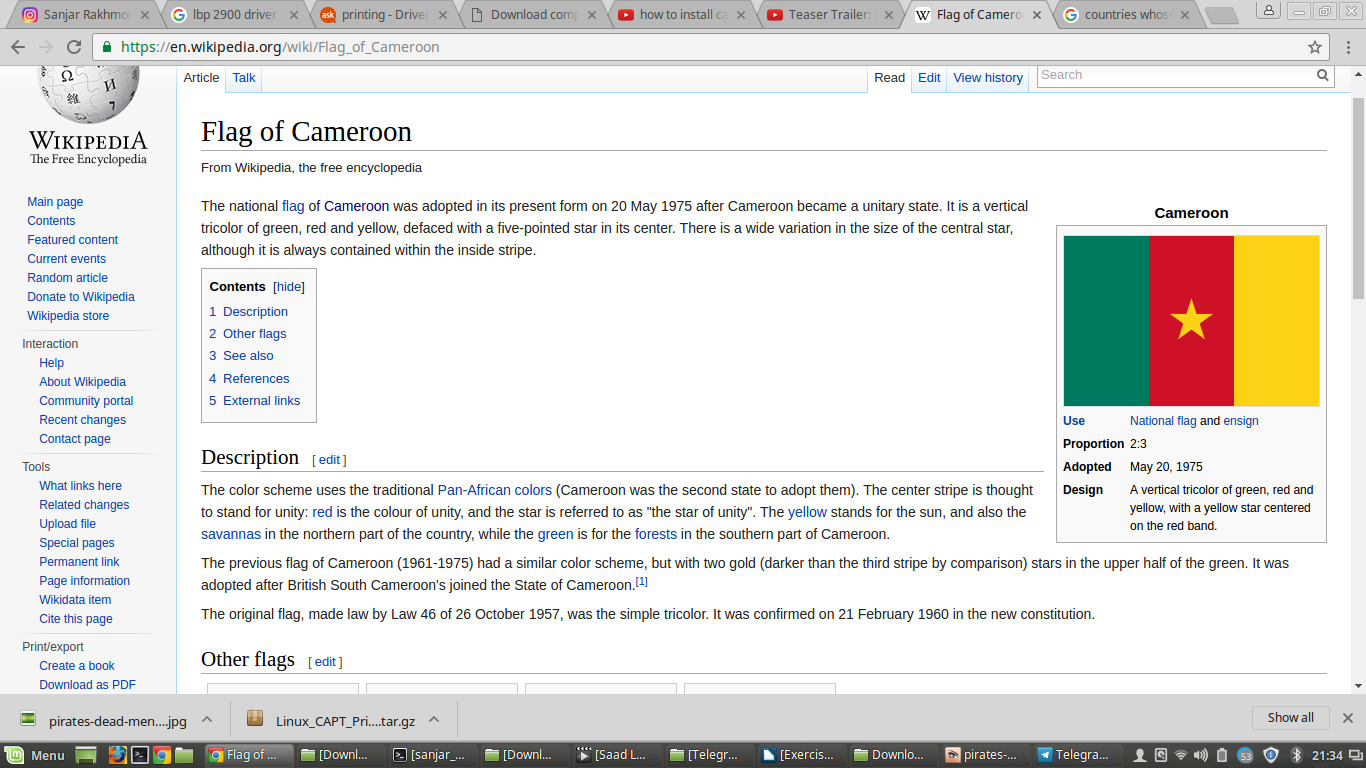 Sanjar Rakhmo
lbp 2900 driver
printing - Driver
Download comp
how to install ca
Teaser Trailer
Flag of Camero
countries whos
https://en.wikipedia.org/wiki/Flag_of_Cameroon
Article Talk Read Edit View history Search
WIKIPEDIA
The Free Encyclopedia
Main page
Contents
Featured content
Current events
Random article
Donate to Wikipedia
Wikipedia store
Interaction
Help
About Wikipedia
Community portal
Recent changes
Contact page
Tools
What links here
Related changes
Upload file
Special pages
Permanent link
Page information
Wikidata item
Cite this page
Print/export
Create a book
Download as PDF
Flag of Cameroon
From Wikipedia, the free encyclopedia
The national flag of Cameroon was adopted in its present form on 20 May 1975 after Cameroon became a unitary state. It is a vertical
tricolor of green, red and yellow, defaced with a five-pointed star in its center. There is a wide variation in the size of the central star,
although it is always contained within the inside stripe.
Contents [hide]
1 Description
2 Other flags
3 See also
4 References
5 External links
Cameroon
Use National flag and ensign
Proportion 2:3
Adopted May 20, 1975
Design A vertical tricolor of green, red and
yellow, with a yellow star centered
on the red band.
Description [ edit ]
The color scheme uses the traditional Pan-African colors (Cameroon was the second state to adopt them). The center stripe is thought
to stand for unity: red is the colour of unity, and the star is referred to as "the star of unity". The yellow stands for the sun, and also the
savannas in the northern part of the country, while the green is for the forests in the southern part of Cameroon.
The previous flag of Cameroon (1961-1975) had a similar color scheme, but with two gold (darker than the third stripe by comparison) stars in the upper half of the green. It was
adopted after British South Cameroon's joined the State of Cameroon.[1]
The original flag, made law by Law 46 of 26 October 1957, was the simple tricolor. It was confirmed on 21 February 1960 in the new constitution.
Other flags [ edit ]
pirates-dead-men....jpg
Linux_CAPT_Pri....tar.gz
Show all
Menu
Flag of ...
[Downl...
[sanjar_...
[Downl...
[Saad L...
[Telegr...
[Exercis...
Downlo...
pirates-...
Telegra...
53
21:34